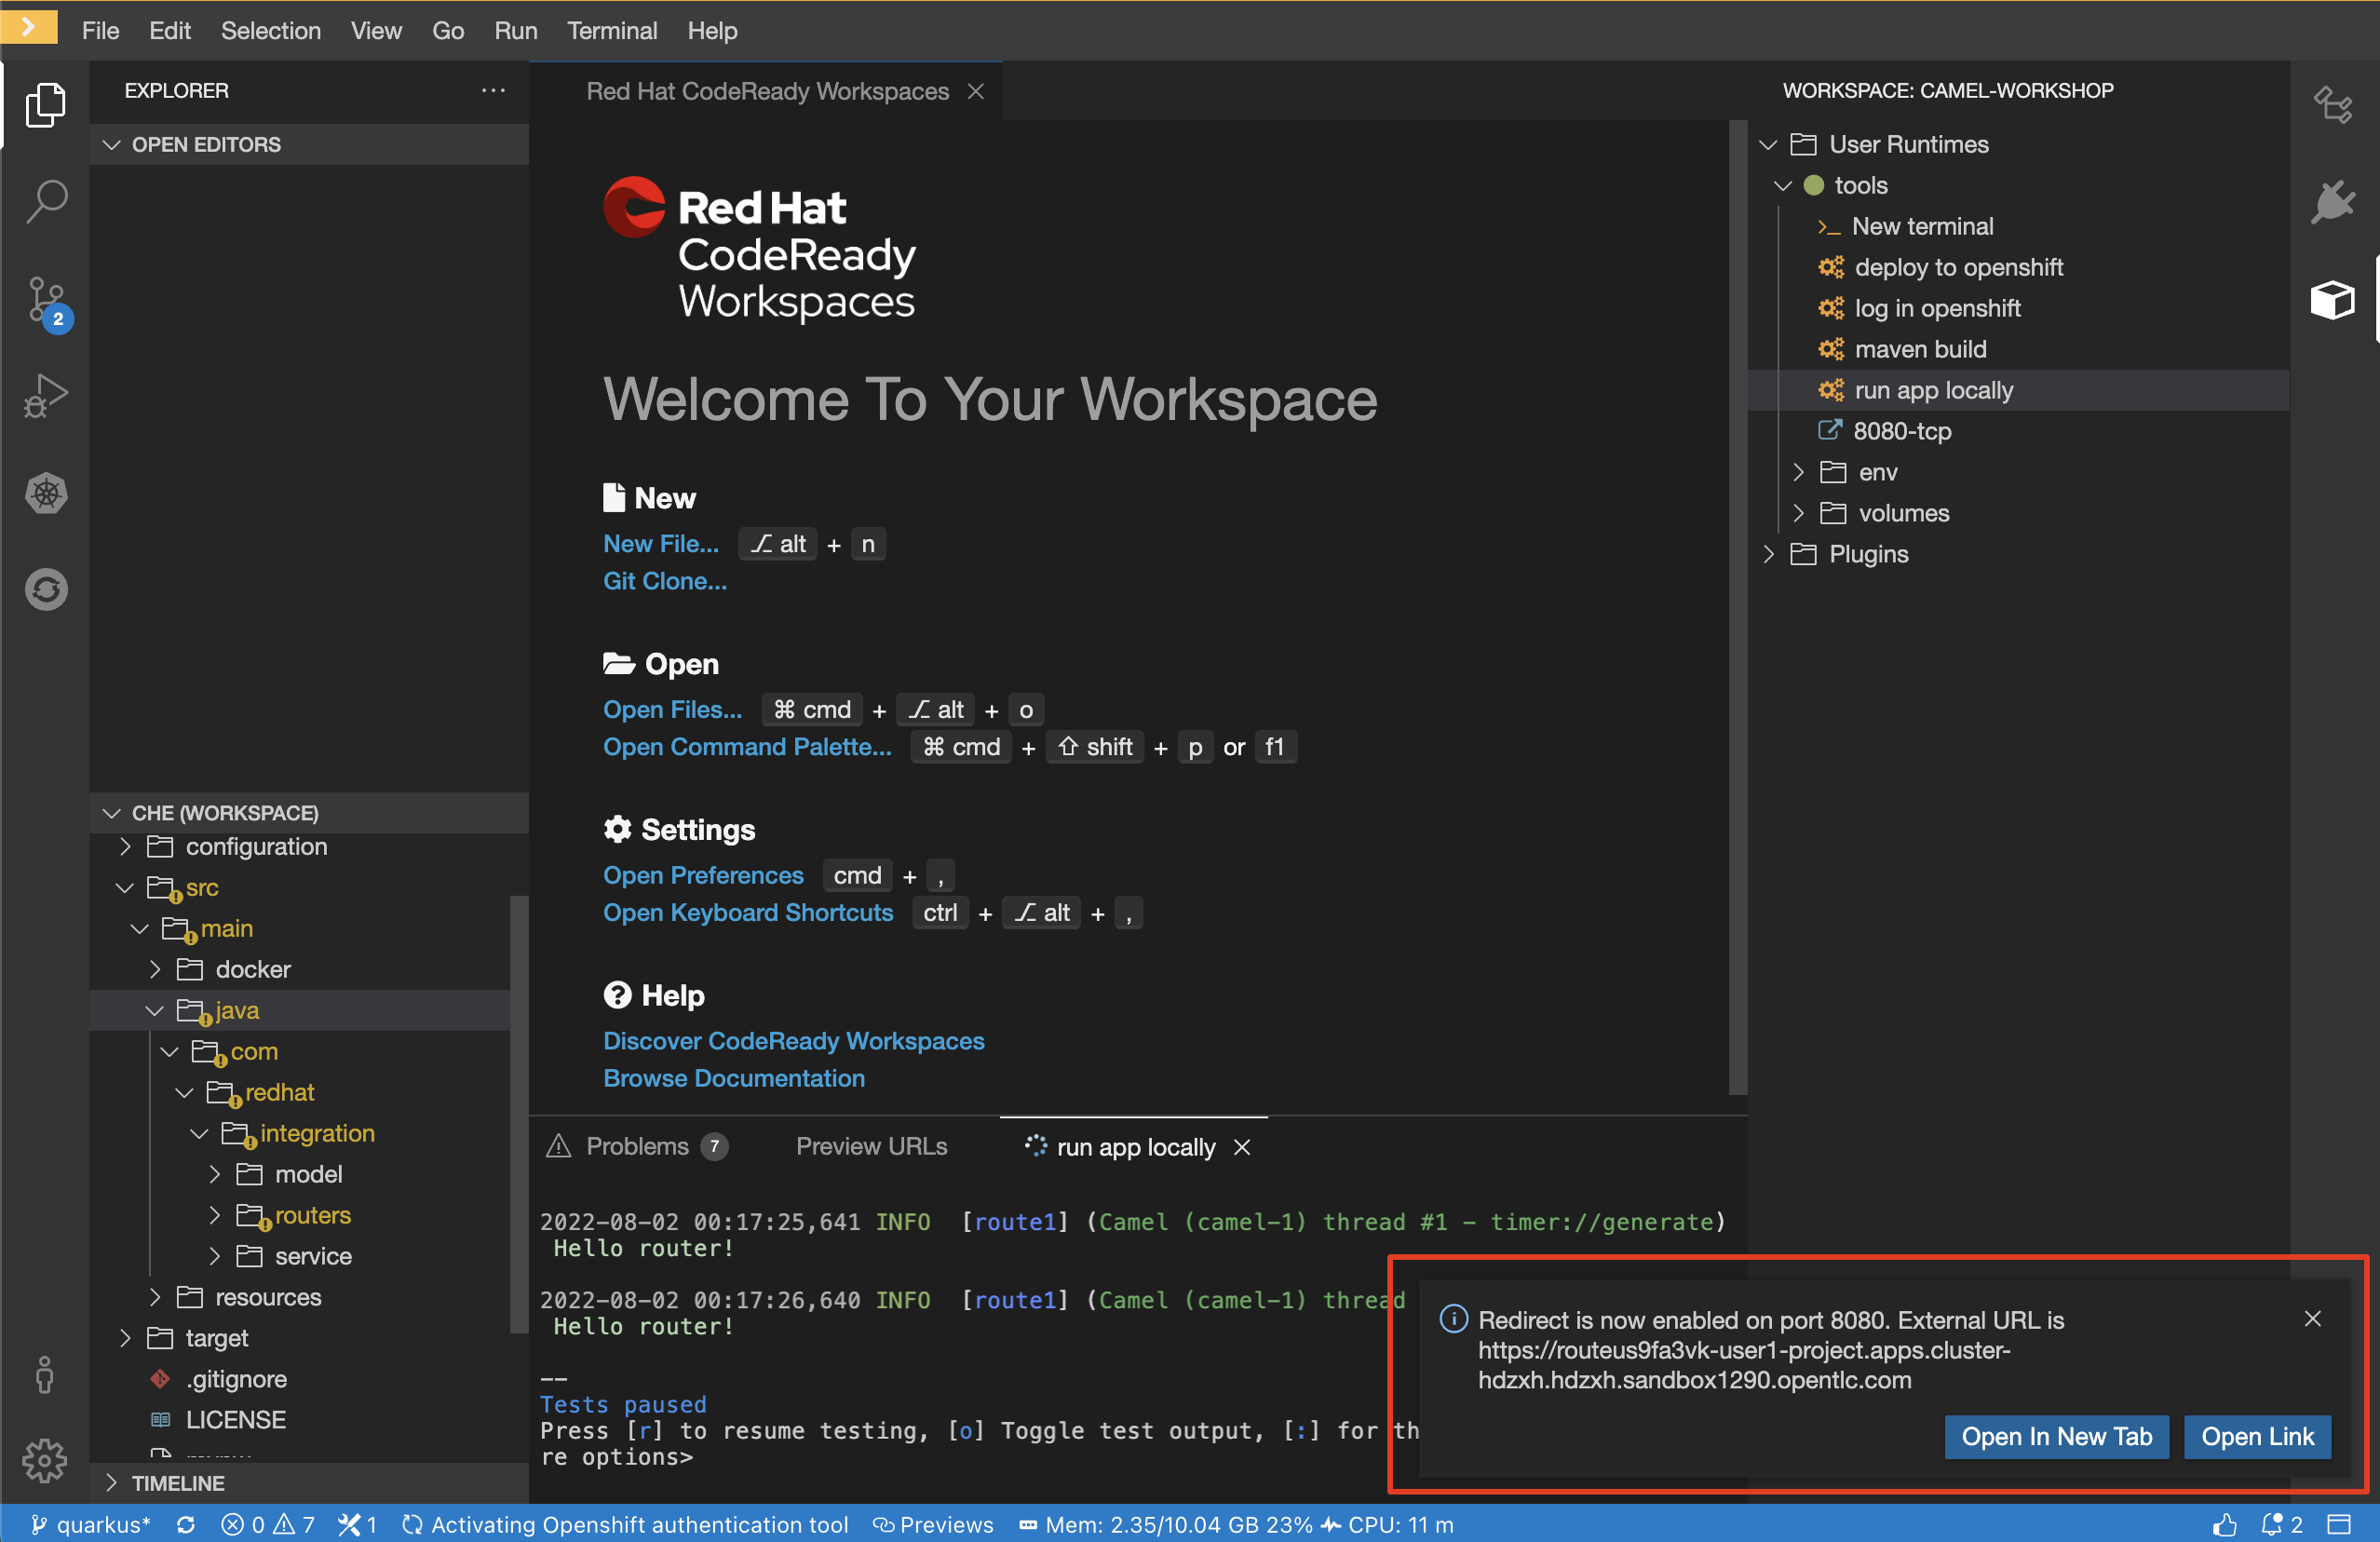 File Edit Selection View Go Run Terminal Help
EXPLORER
OPEN EDITORS
CHE (WORKSPACE)
configuration
src
main
docker
java
com
redhat
integration
model
routers
service
resources
target
.gitignore
LICENSE
TIMELINE
2
Red Hat CodeReady Workspaces
Red Hat
CodeReady
Workspaces
Welcome To Your Workspace
New
New File... ⌥ alt + n
Git Clone...
Open
Open Files... ⌘ cmd + ⌥ alt + o
Open Command Palette... ⌘ cmd + ⇧ shift + p or f1
Settings
Open Preferences cmd + ,
Open Keyboard Shortcuts ctrl + ⌥ alt + ,
Help
Discover CodeReady Workspaces
Browse Documentation
Problems 7 Preview URLs run app locally
2022-08-02 00:17:25,641 INFO [route1] (Camel (camel-1) thread #1 - timer://generate)
Hello router!
2022-08-02 00:17:26,640 INFO [route1] (Camel (camel-1) thread
Hello router!
--
Tests paused
Press [r] to resume testing, [o] Toggle test output, [:] for th
re options>
WORKSPACE: CAMEL-WORKSHOP
User Runtimes
tools
New terminal
deploy to openshift
log in openshift
maven build
run app locally
8080-tcp
env
volumes
Plugins
Redirect is now enabled on port 8080. External URL is
https://routeus9fa3vk-user1-project.apps.cluster-
hdzxh.hdzxh.sandbox1290.opentlc.com
Open In New Tab Open Link
quarkus* 0 7 1 Activating Openshift authentication tool Previews Mem: 2.35/10.04 GB 23% CPU: 11 m 2